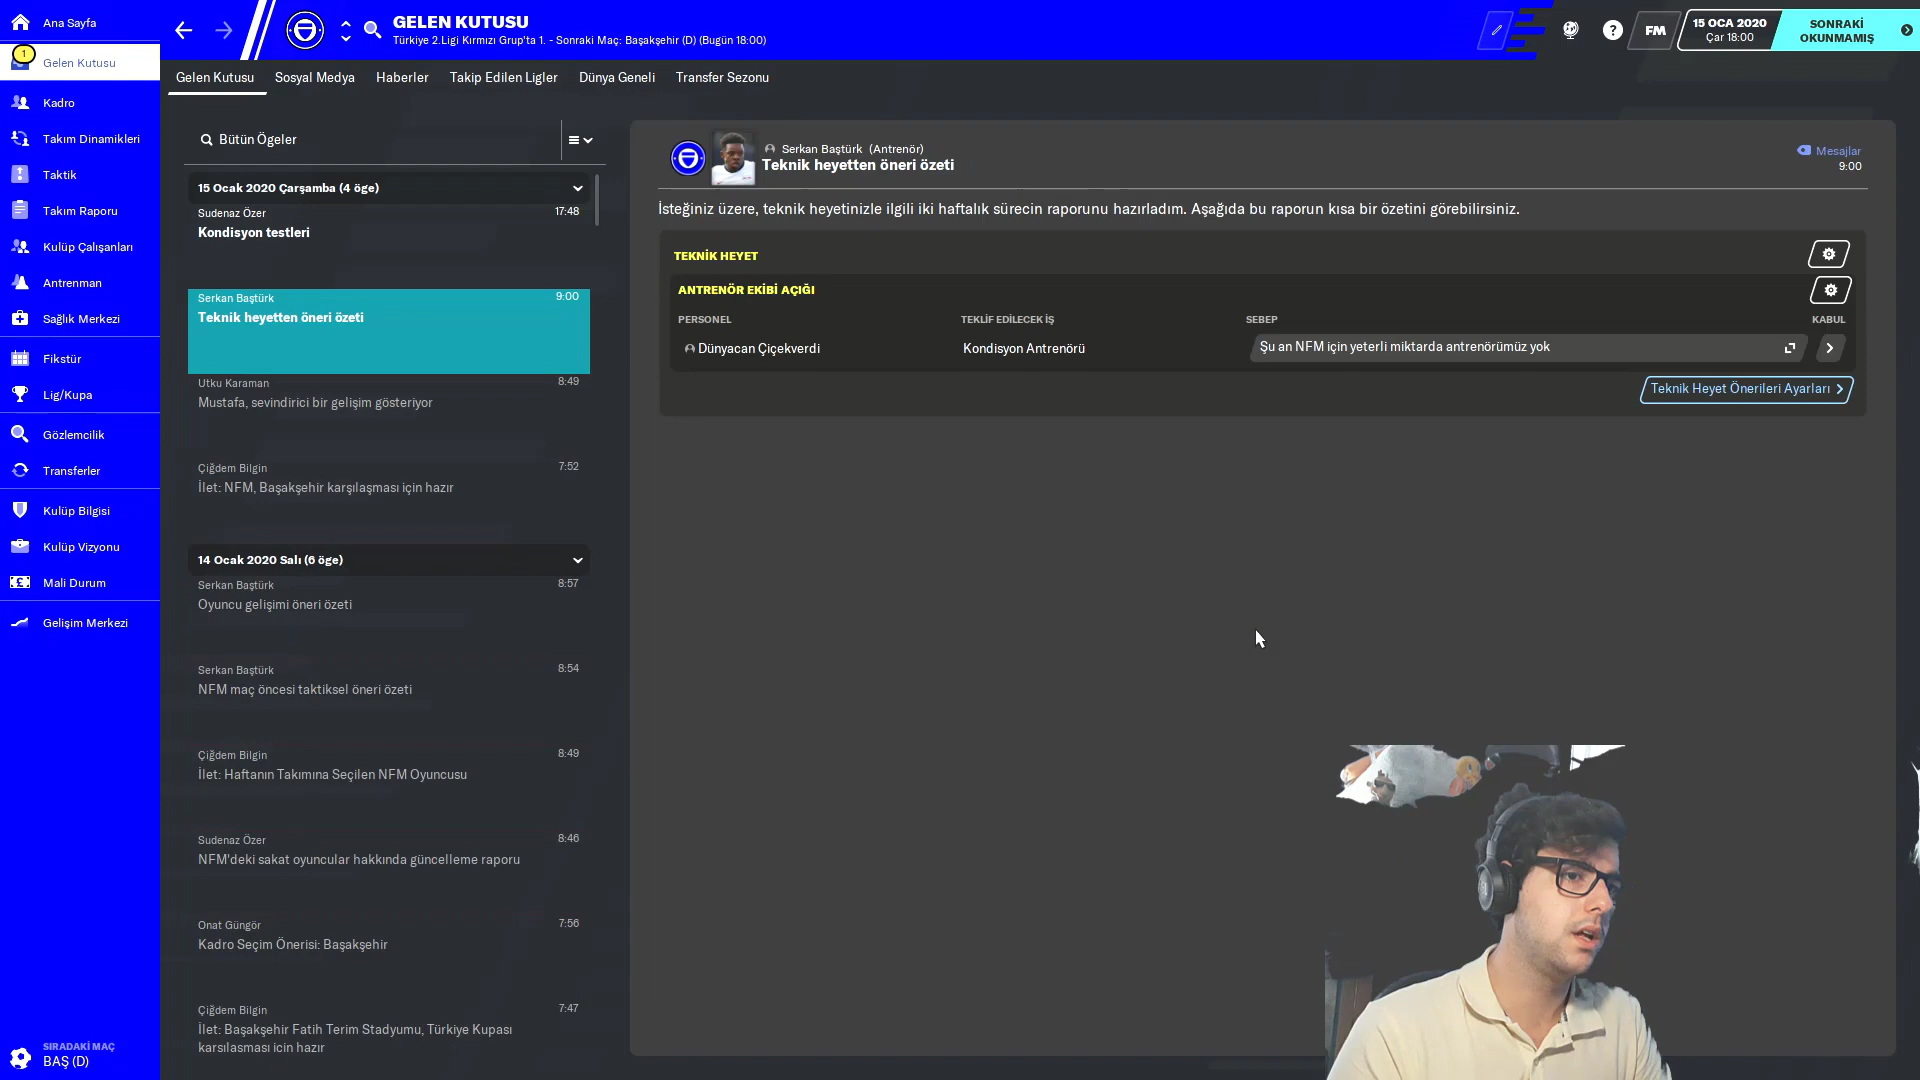 Ana Sayfa
1
Gelen Kutusu
Kadro
Takım Dinamikleri
Taktik
Takım Raporu
Kulüp Çalışanları
Antrenman
Sağlık Merkezi
Fikstür
Lig/Kupa
Gözlemcilik
Transferler
Kulüp Bilgisi
Kulüp Vizyonu
Mali Durum
Gelişim Merkezi
SIRADAKİ MAÇ
BAŞ (D)
GELEN KUTUSU
Türkiye 2.Ligi Kırmızı Grup'ta 1. - Sonraki Maç: Başakşehir (D) (Bugün 18:00)
?
FM
15 OCA 2020
Çar 18:00
SONRAKİ
OKUNMAMIŞ
Gelen Kutusu Sosyal Medya Haberler Takip Edilen Ligler Dünya Geneli Transfer Sezonu
Bütün Ögeler
15 Ocak 2020 Çarşamba (4 öge)
Sudenaz Özer 17:48
Kondisyon testleri
Serkan Baştürk 9:00
Teknik heyetten öneri özeti
Utku Karaman 8:49
Mustafa, sevindirici bir gelişim gösteriyor
Çiğdem Bilgin 7:52
İlet: NFM, Başakşehir karşılaşması için hazır
14 Ocak 2020 Salı (6 öge)
Serkan Baştürk 8:57
Oyuncu gelişimi öneri özeti
Serkan Baştürk 8:54
NFM maç öncesi taktiksel öneri özeti
Çiğdem Bilgin 8:49
İlet: Haftanın Takımına Seçilen NFM Oyuncusu
Sudenaz Özer 8:46
NFM'deki sakat oyuncular hakkında güncelleme raporu
Onat Güngör 7:56
Kadro Seçim Önerisi: Başakşehir
Çiğdem Bilgin 7:47
İlet: Başakşehir Fatih Terim Stadyumu, Türkiye Kupası
karşılaşması için hazır
Serkan Baştürk (Antrenör)
Teknik heyetten öneri özeti
Mesajlar
9:00
İsteğiniz üzere, teknik heyetinizle ilgili iki haftalık sürecin raporunu hazırladım. Aşağıda bu raporun kısa bir özetini görebilirsiniz.
TEKNİK HEYET
ANTRENÖR EKİBİ AÇIĞI
PERSONEL TEKLİF EDİLECEK İŞ SEBEP KABUL
Dünyacan Çiçekverdi Kondisyon Antrenörü Şu an NFM için yeterli miktarda antrenörümüz yok
Teknik Heyet Önerileri Ayarları